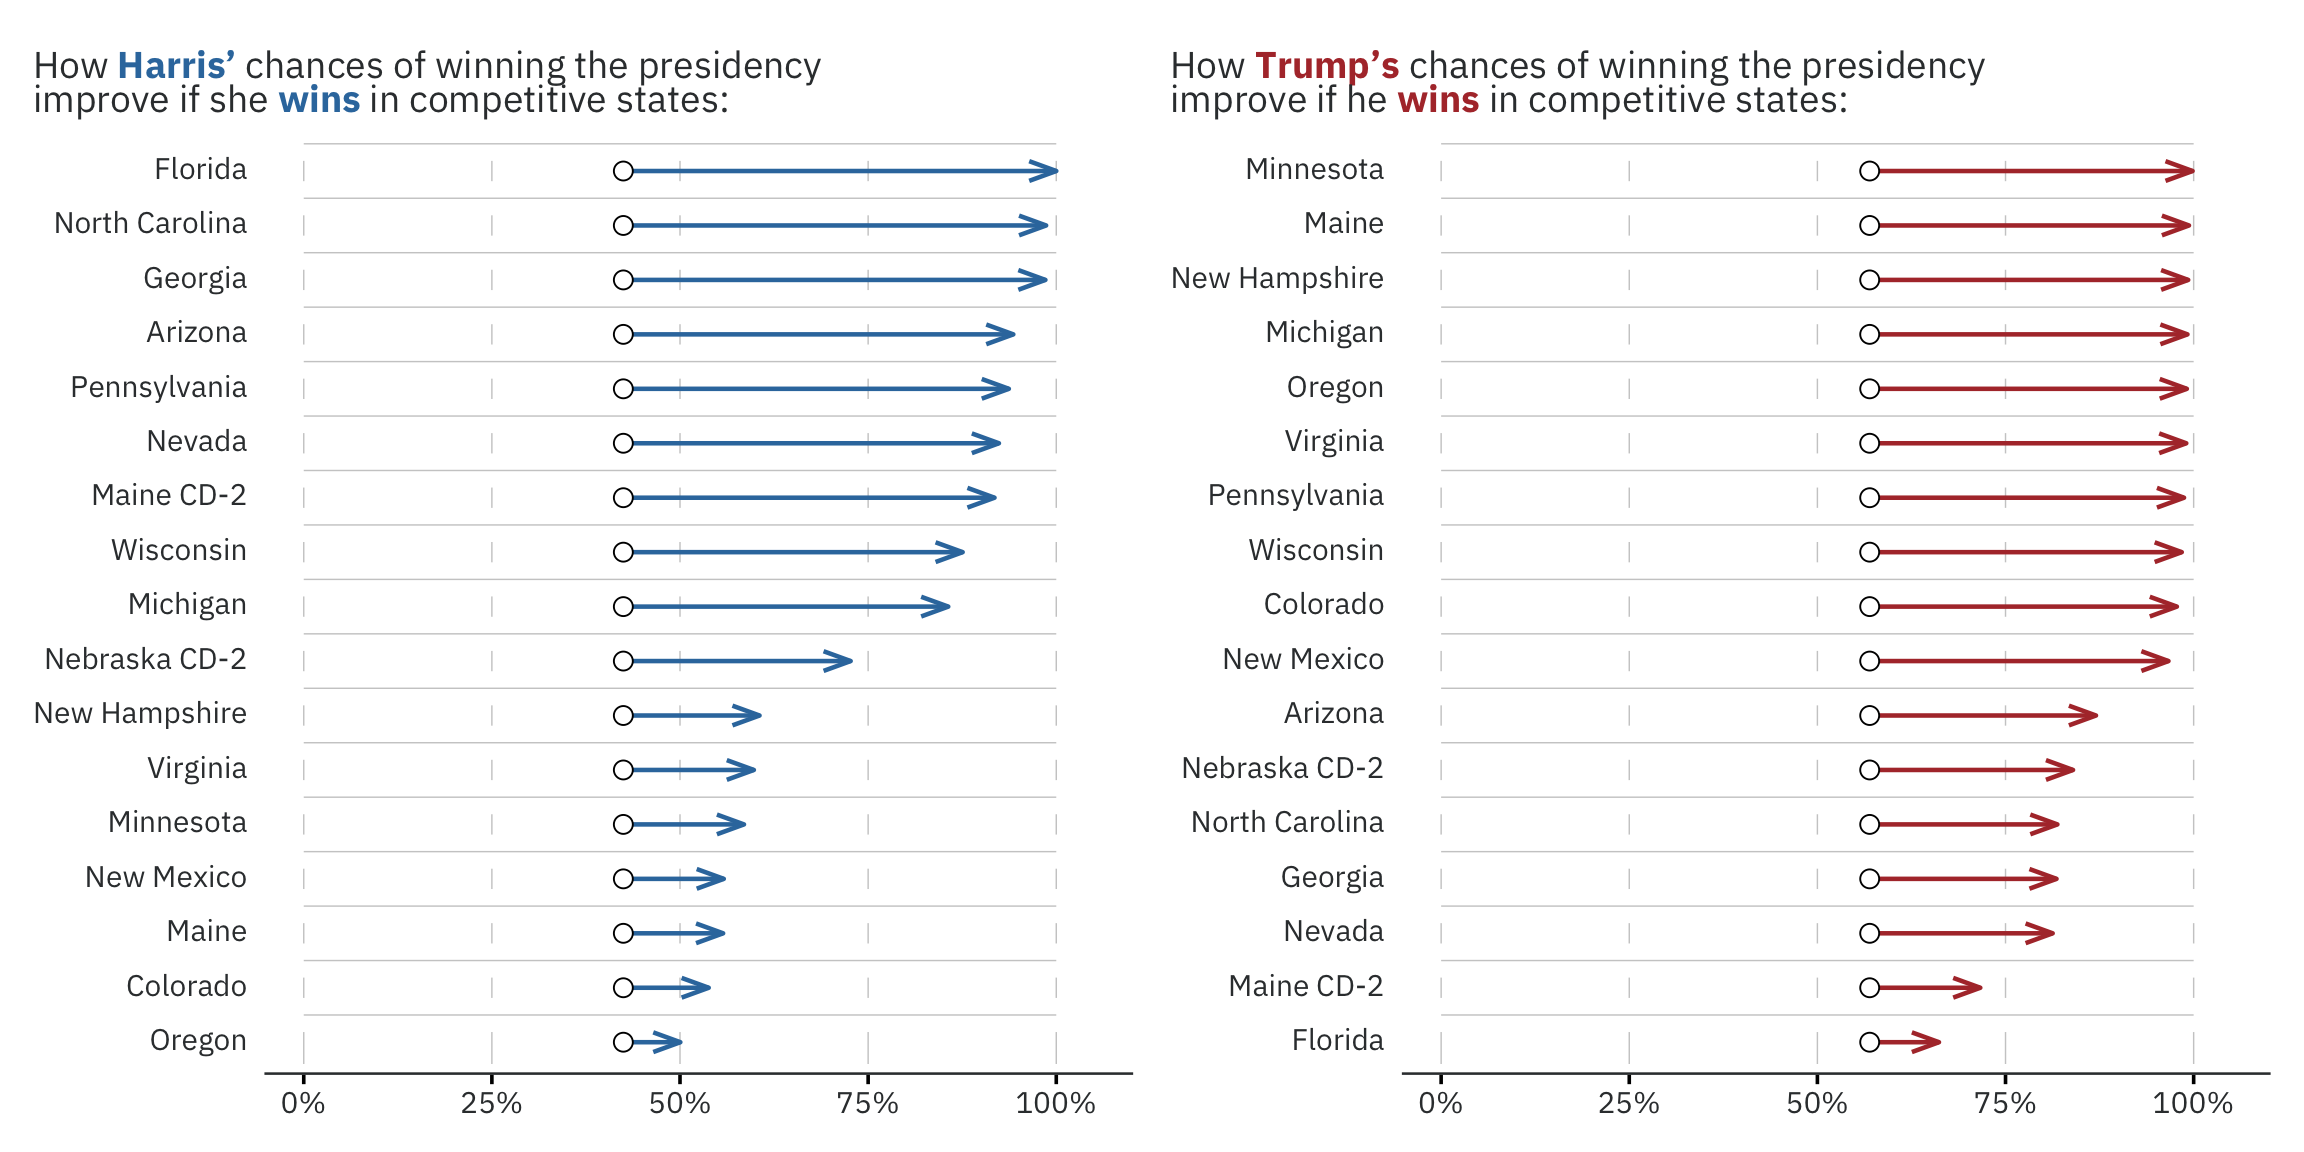 How Harris’ chances of winning the presidency
improve if she wins in competitive states:
Florida
North Carolina
Georgia
Arizona
Pennsylvania
Nevada
Maine CD-2
Wisconsin
Michigan
Nebraska CD-2
New Hampshire
Virginia
Minnesota
New Mexico
Maine
Colorado
Oregon
0% 25% 50% 75% 100%
How Trump’s chances of winning the presidency
improve if he wins in competitive states:
Minnesota
Maine
New Hampshire
Michigan
Oregon
Virginia
Pennsylvania
Wisconsin
Colorado
New Mexico
Arizona
Nebraska CD-2
North Carolina
Georgia
Nevada
Maine CD-2
Florida
0% 25% 50% 75% 100%